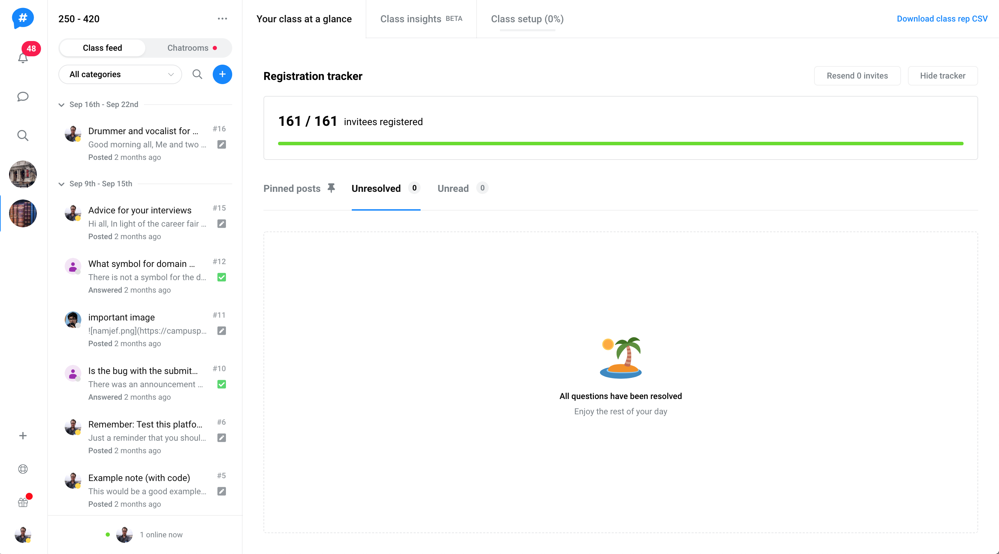 #
48
250 - 420
Class feed
Chatrooms
All categories
Sep 16th - Sep 22nd
Drummer and vocalist for ...
#16
Good morning all, Me and two ...
Posted 2 months ago
Sep 9th - Sep 15th
Advice for your interviews
#15
Hi all, In light of the career fair ...
Posted 2 months ago
What symbol for domain ...
#12
There is not a symbol for the d...
Answered 2 months ago
important image
#11
![namjef.png](https://campusp...
Posted 2 months ago
Is the bug with the submit...
#10
There was an announcement ...
Answered 2 months ago
Remember: Test this platfo...
#6
Just a reminder that you shoul...
Posted 2 months ago
Example note (with code)
#5
This would be a good example...
Posted 2 months ago
1 online now
Your class at a glance
Class insights BETA
Class setup (0%)
Download class rep CSV
Registration tracker
Resend 0 invites
Hide tracker
161 / 161 invitees registered
Pinned posts
Unresolved 0
Unread 0
All questions have been resolved
Enjoy the rest of your day